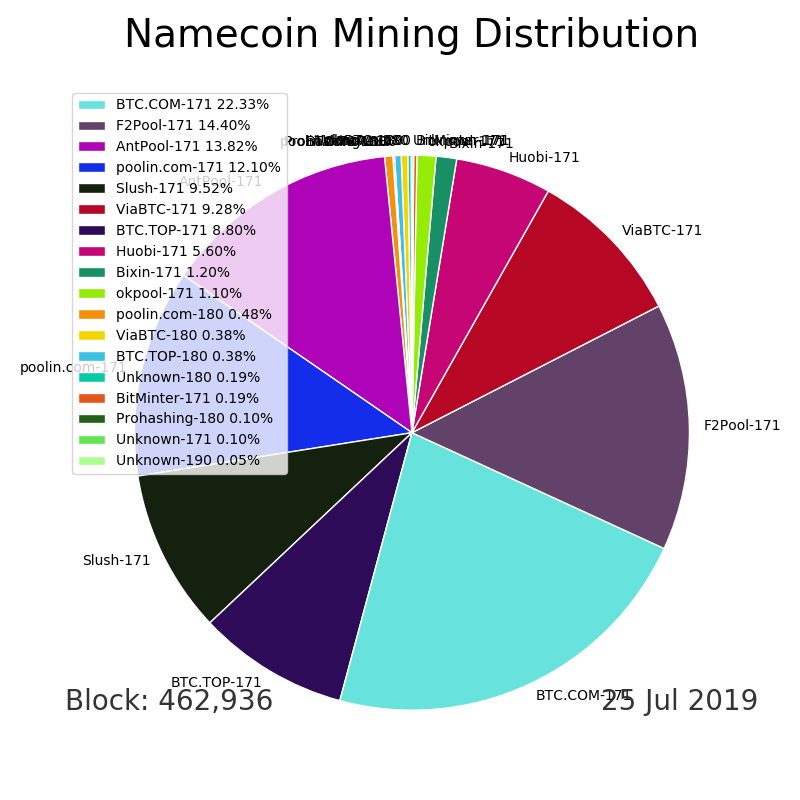 Namecoin Mining Distribution
BTC.COM-171 22.33%
F2Pool-171 14.40%
AntPool-171 13.82%
poolin.com-171 12.10%
Slush-171 9.52%
ViaBTC-171 9.28%
BTC.TOP-171 8.80%
Huobi-171 5.60%
Bixin-171 1.20%
okpool-171 1.10%
poolin.com-180 0.48%
ViaBTC-180 0.38%
BTC.TOP-180 0.38%
Unknown-180 0.19%
BitMinter-171 0.19%
Prohashing-180 0.10%
Unknown-171 0.10%
Unknown-190 0.05%
Huobi-171
AntPool-171
ViaBTC-171
poolin.com-171
F2Pool-171
Slush-171
BTC.TOP-171
BTC.COM-171
Block: 462,936
25 Jul 2019